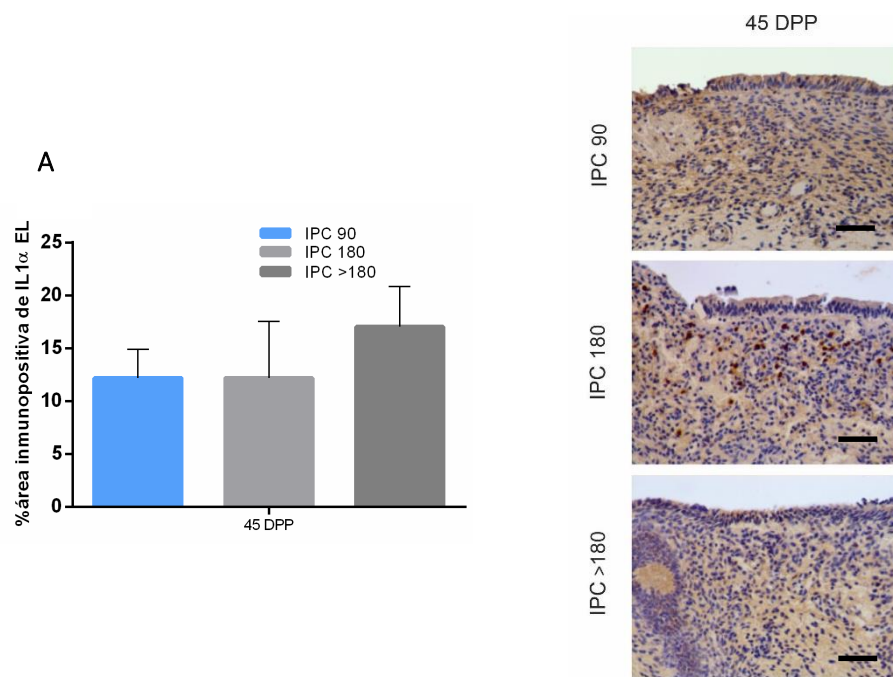 A
%área inmunopositiva de IL1α EL
25
20
15
10
5
0
IPC 90
IPC 180
IPC >180
45 DPP
45 DPP
IPC 90
IPC 180
IPC >180